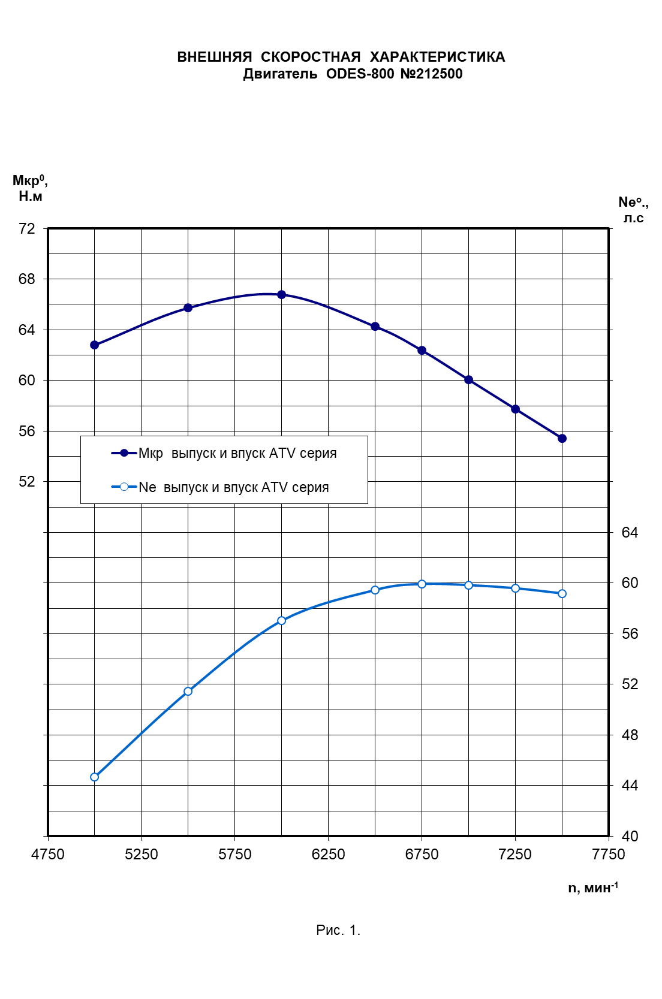 ВНЕШНЯЯ СКОРОСТНАЯ ХАРАКТЕРИСТИКА
Двигатель ODES-800 №212500
Мкр⁰,
Н.м
Neᵒ.,
л.с
72
68
64
60
56
Мкр выпуск и впуск ATV серия
52
Ne выпуск и впуск ATV серия
64
60
56
52
48
44
40
4750 5250 5750 6250 6750 7250 7750
n, мин⁻¹
Рис. 1.